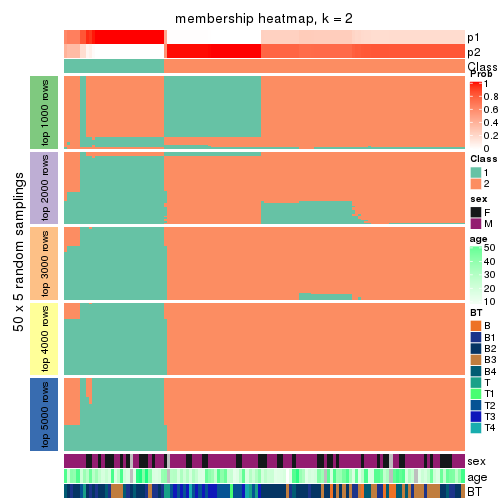 membership heatmap, k = 2
p1
p2
Class
50 x 5 random samplings
top 1000 rows
top 2000 rows
top 3000 rows
top 4000 rows
top 5000 rows
sex
age
BT
Prob
1
0.8
0.6
0.4
0.2
0
Class
1
2
sex
F
M
age
50
40
30
20
10
BT
B
B1
B2
B3
B4
T
T1
T2
T3
T4